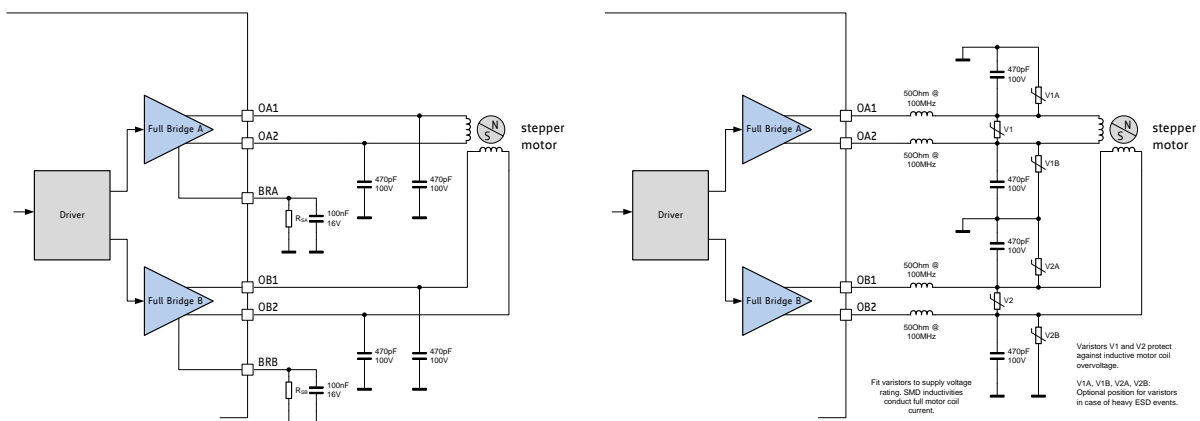 OA1
OA2
Full Bridge A
N
S
stepper
motor
470pF
100V
470pF
100V
BRA
RSA
100nF
16V
Driver
OB1
OB2
Full Bridge B
470pF
100V
470pF
100V
BRB
RSB
100nF
16V
470pF
100V
V1A
50Ohm @
100MHz
OA1
V1
OA2
Full Bridge A
N
S
stepper
motor
50Ohm @
100MHz
V1B
470pF
100V
Driver
470pF
100V
V2A
50Ohm @
100MHz
OB1
V2
OB2
Full Bridge B
50Ohm @
100MHz
V2B
470pF
100V
Fit varistors to supply voltage
rating. SMD inductivities
conduct full motor coil
current.
Varistors V1 and V2 protect
against inductive motor coil
overvoltage.
V1A, V1B, V2A, V2B:
Optional position for varistors
in case of heavy ESD events.